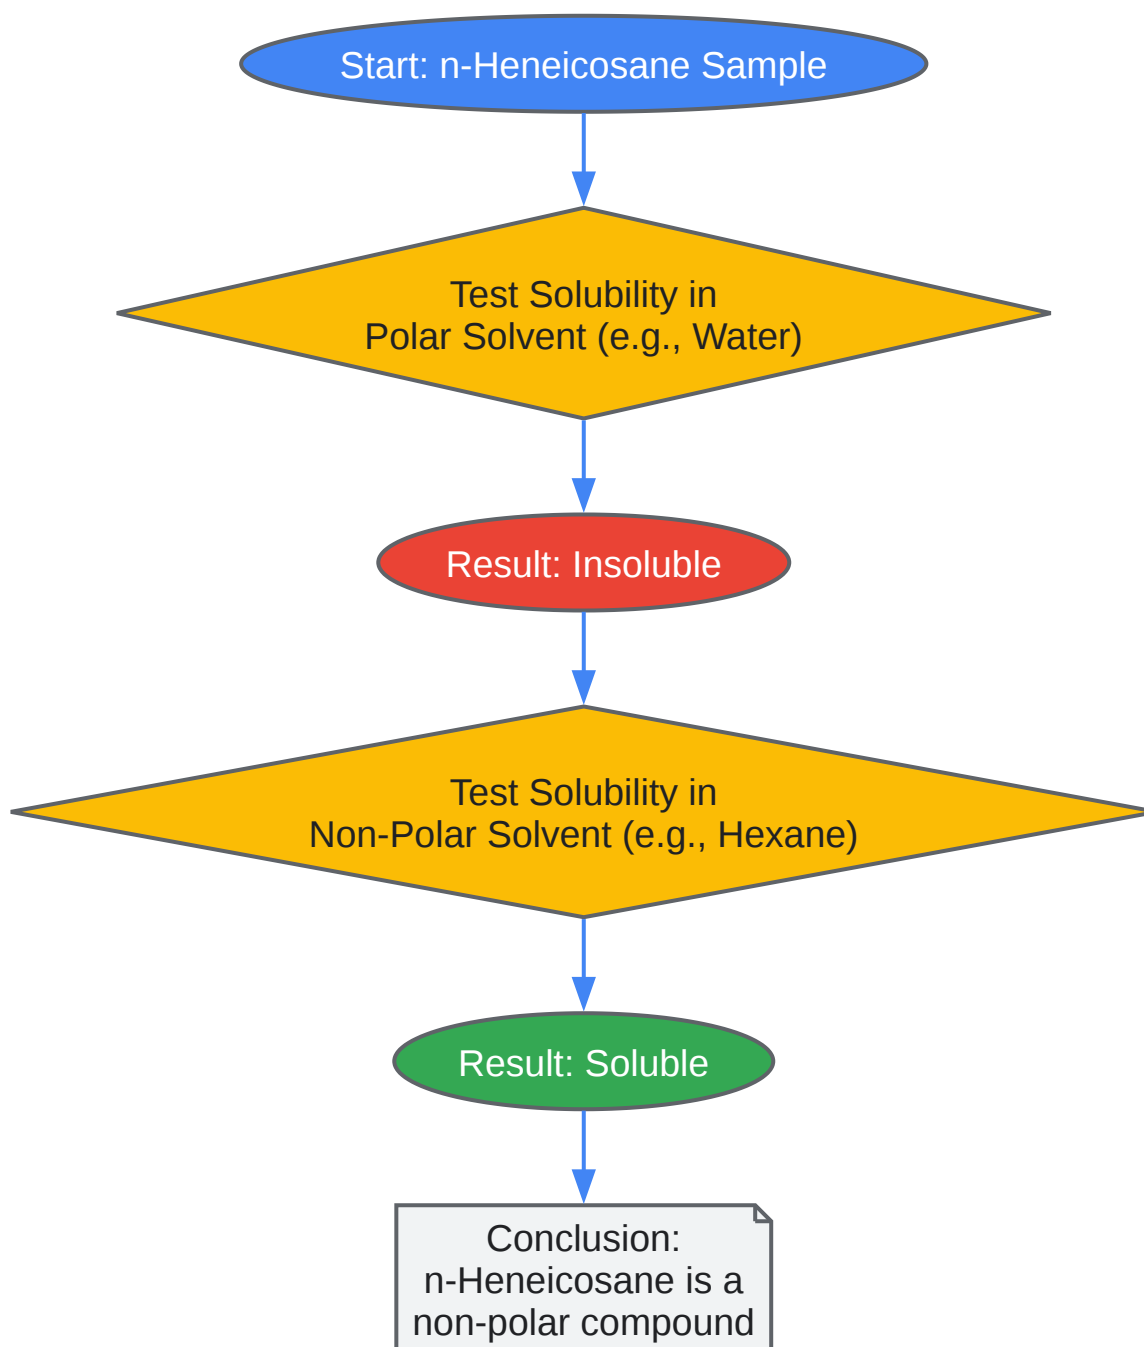 Start: n-Heneicosane Sample
Test Solubility in
Polar Solvent (e.g., Water)
Result: Insoluble
Test Solubility in
Non-Polar Solvent (e.g., Hexane)
Result: Soluble
Conclusion:
n-Heneicosane is a
non-polar compound